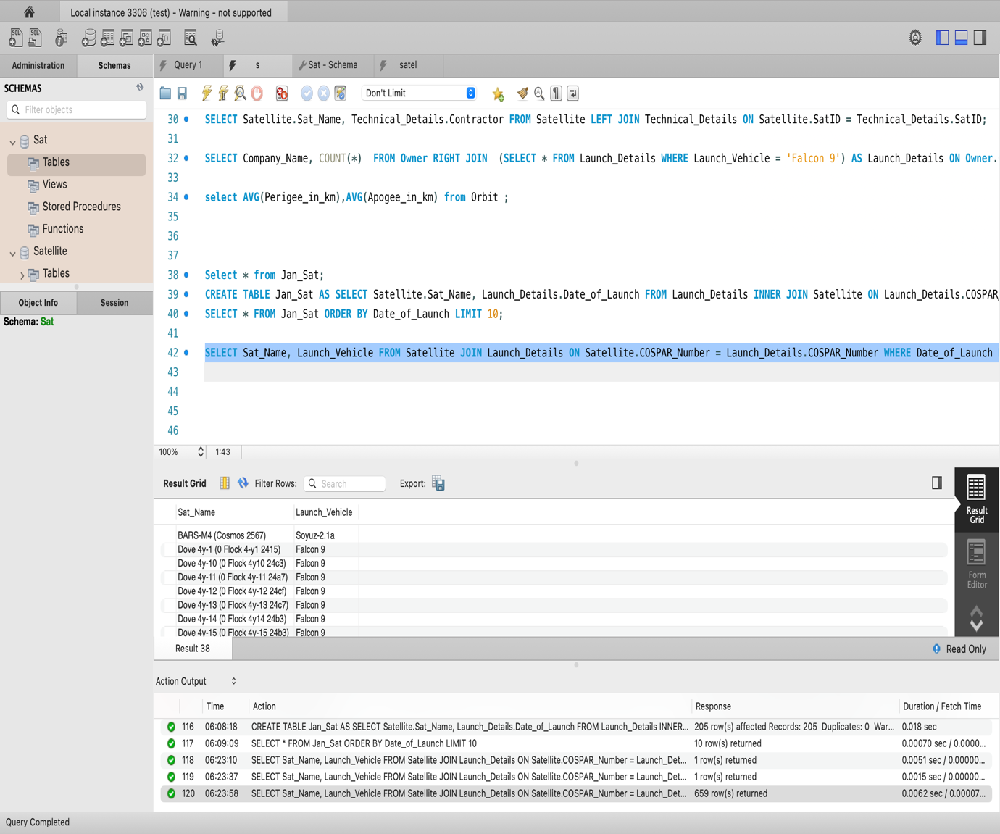 Local instance 3306 (test) - Warning - not supported
Administration
Schemas
Query 1
s
Sat - Schema
satel
SCHEMAS
Filter objects
Don't Limit
Sat
Tables
Views
Stored Procedures
Functions
Satellite
Tables
Object Info
Session
Schema: Sat
30 SELECT Satellite.Sat_Name, Technical_Details.Contractor FROM Satellite LEFT JOIN Technical_Details ON Satellite.SatID = Technical_Details.SatID;
31
32 SELECT Company_Name, COUNT(*)  FROM Owner RIGHT JOIN  (SELECT * FROM Launch_Details WHERE Launch_Vehicle = 'Falcon 9') AS Launch_Details ON Owner.
33
34 select AVG(Perigee_in_km),AVG(Apogee_in_km) from Orbit ;
35
36
37
38 Select * from Jan_Sat;
39 CREATE TABLE Jan_Sat AS SELECT Satellite.Sat_Name, Launch_Details.Date_of_Launch FROM Launch_Details INNER JOIN Satellite ON Launch_Details.COSPAR_
40 SELECT * FROM Jan_Sat ORDER BY Date_of_Launch LIMIT 10;
41
42 SELECT Sat_Name, Launch_Vehicle FROM Satellite JOIN Launch_Details ON Satellite.COSPAR_Number = Launch_Details.COSPAR_Number WHERE Date_of_Launch
43
44
45
46
100%
1:43
Result Grid
Filter Rows:
Search
Export:
Sat_Name Launch_Vehicle
BARS-M4 (Cosmos 2567) Soyuz-2.1a
Dove 4y-1 (0 Flock 4-y1 2415) Falcon 9
Dove 4y-10 (0 Flock 4y10 24c3) Falcon 9
Dove 4y-11 (0 Flock 4y-11 24a7) Falcon 9
Dove 4y-12 (0 Flock 4y-12 24cf) Falcon 9
Dove 4y-13 (0 Flock 4y-13 24c7) Falcon 9
Dove 4y-14 (0 Flock 4y14 24b3) Falcon 9
Dove 4y-15 (0 Flock 4y-15 24b3) Falcon 9
Result
Grid
Form
Editor
Result 38
Read Only
Action Output
Time Action Response Duration / Fetch Time
116 06:08:18 CREATE TABLE Jan_Sat AS SELECT Satellite.Sat_Name, Launch_Details.Date_of_Launch FROM Launch_Details INNER... 205 row(s) affected Records: 205  Duplicates: 0  War... 0.018 sec
117 06:09:09 SELECT * FROM Jan_Sat ORDER BY Date_of_Launch LIMIT 10 10 row(s) returned 0.00070 sec / 0.0000...
118 06:23:10 SELECT Sat_Name, Launch_Vehicle FROM Satellite JOIN Launch_Details ON Satellite.COSPAR_Number = Launch_Det... 1 row(s) returned 0.0051 sec / 0.00000...
119 06:23:37 SELECT Sat_Name, Launch_Vehicle FROM Satellite JOIN Launch_Details ON Satellite.COSPAR_Number = Launch_Det... 1 row(s) returned 0.0015 sec / 0.00000...
120 06:23:58 SELECT Sat_Name, Launch_Vehicle FROM Satellite JOIN Launch_Details ON Satellite.COSPAR_Number = Launch_Det... 659 row(s) returned 0.0062 sec / 0.00007...
Query Completed